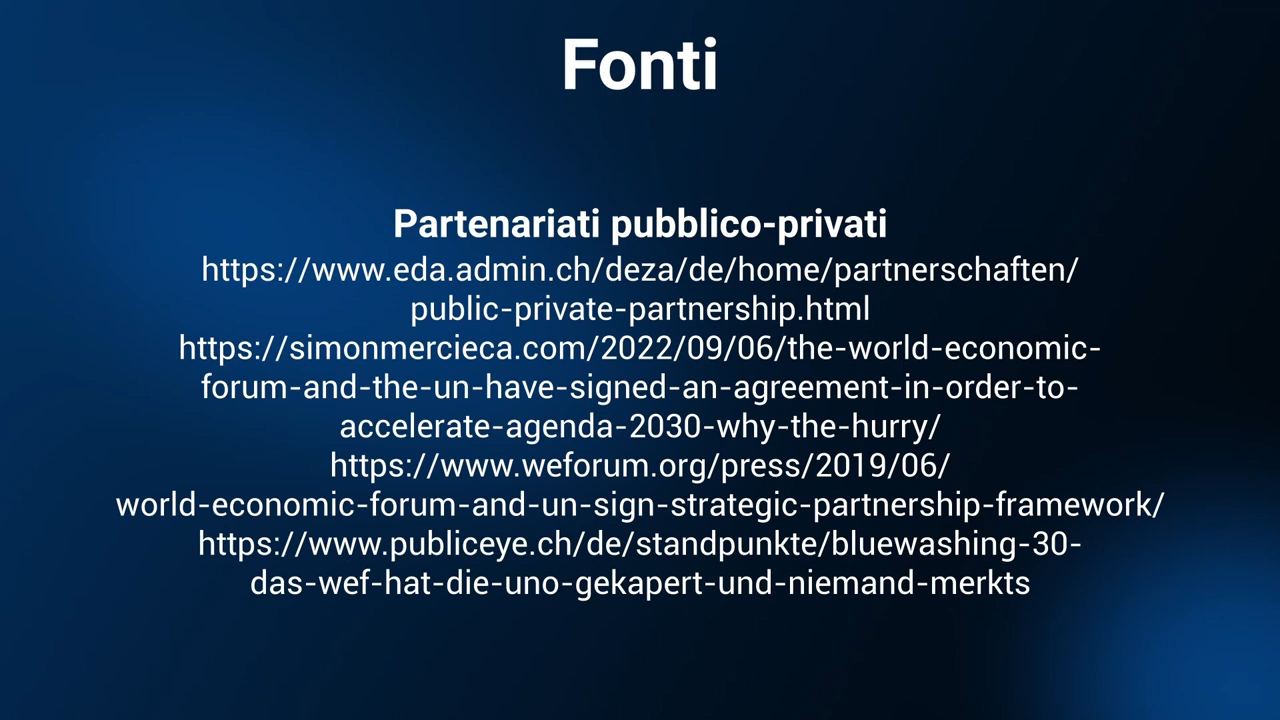 Fonti
Partenariati pubblico-privati
https://www.eda.admin.ch/deza/de/home/partnerschaften/
public-private-partnership.html
https://simonmercieca.com/2022/09/06/the-world-economic-
forum-and-the-un-have-signed-an-agreement-in-order-to-
accelerate-agenda-2030-why-the-hurry/
https://www.weforum.org/press/2019/06/
world-economic-forum-and-un-sign-strategic-partnership-framework/
https://www.publiceye.ch/de/standpunkte/bluewashing-30-
das-wef-hat-die-uno-gekapert-und-niemand-merkts